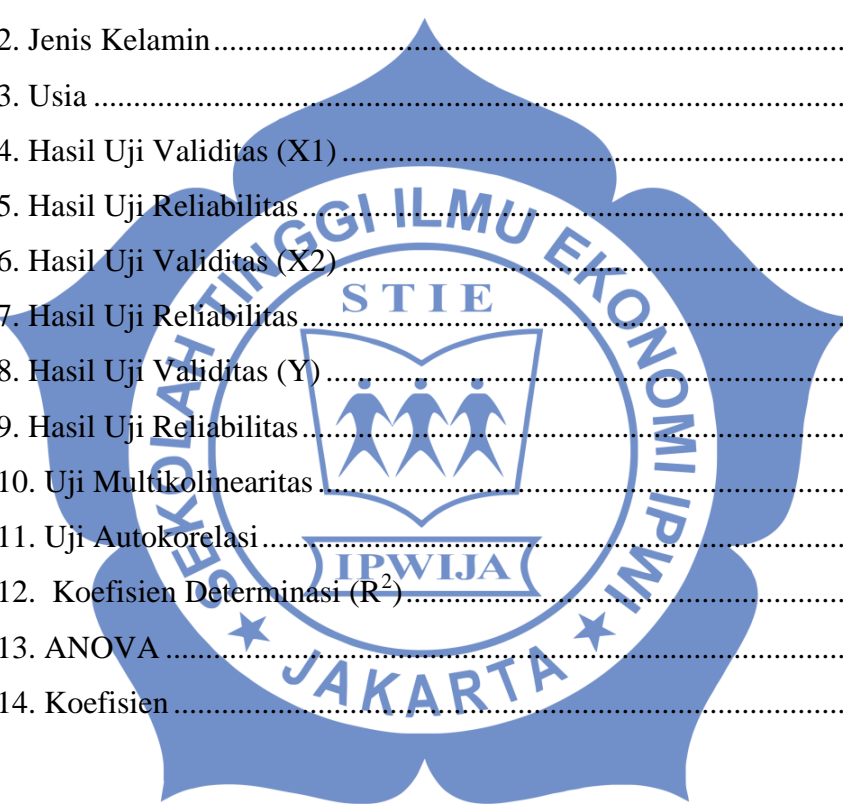 2. Jenis Kelamin
3. Usia
4. Hasil Uji Validitas (X1)
5. Hasil Uji Reliabilitas
6. Hasil Uji Validitas (X2)
7. Hasil Uji Reliabilitas
8. Hasil Uji Validitas (Y)
9. Hasil Uji Reliabilitas
10. Uji Multikolinearitas
11. Uji Autokorelasi
12. Koefisien Determinasi (R²)
13. ANOVA
14. Koefisien
SEKOLAH TINGGI ILMU EKONOMI IPWI
STIE
IPWIJA
JAKARTA